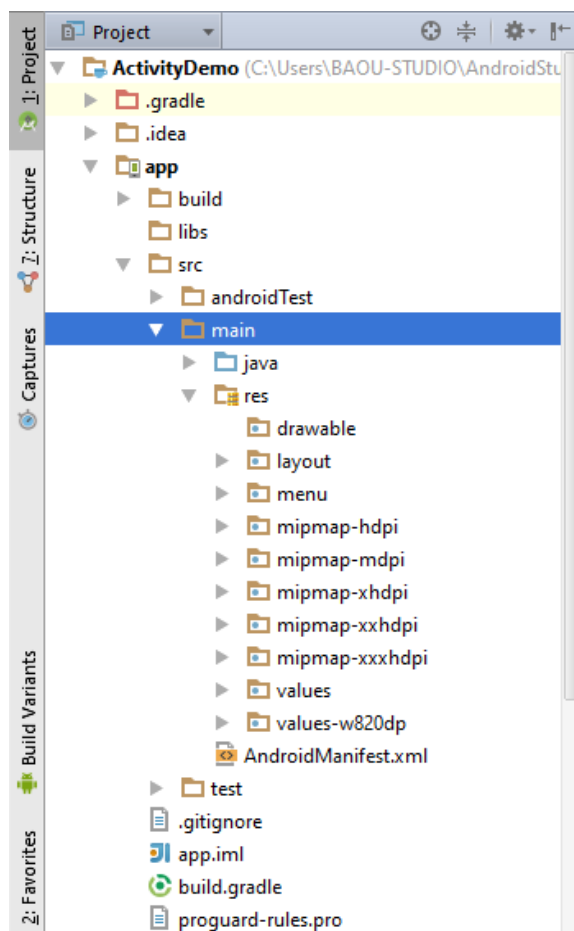 Project
ActivityDemo (C:\Users\BAOU-STUDIO\AndroidStu
.gradle
.idea
app
build
libs
src
androidTest
main
java
res
drawable
layout
menu
mipmap-hdpi
mipmap-mdpi
mipmap-xhdpi
mipmap-xxhdpi
mipmap-xxxhdpi
values
values-w820dp
AndroidManifest.xml
test
.gitignore
app.iml
build.gradle
proguard-rules.pro
1: Project
7: Structure
Captures
Build Variants
2: Favorites